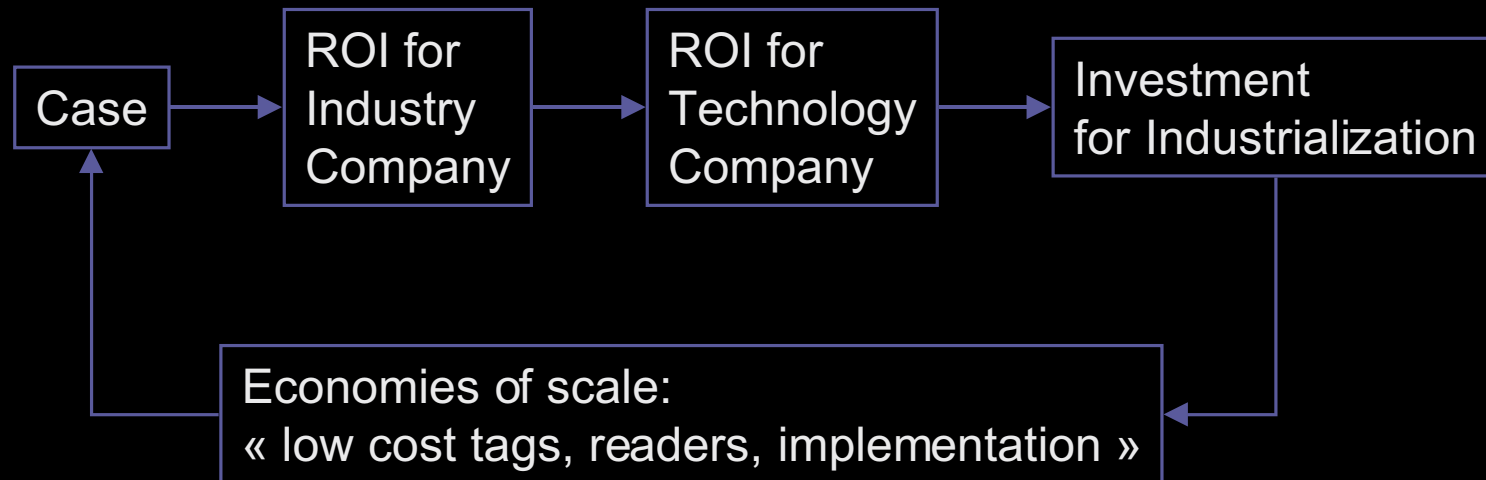 Case
ROI for
Industry
Company
ROI for
Technology
Company
Investment
for Industrialization
Economies of scale:
« low cost tags, readers, implementation »